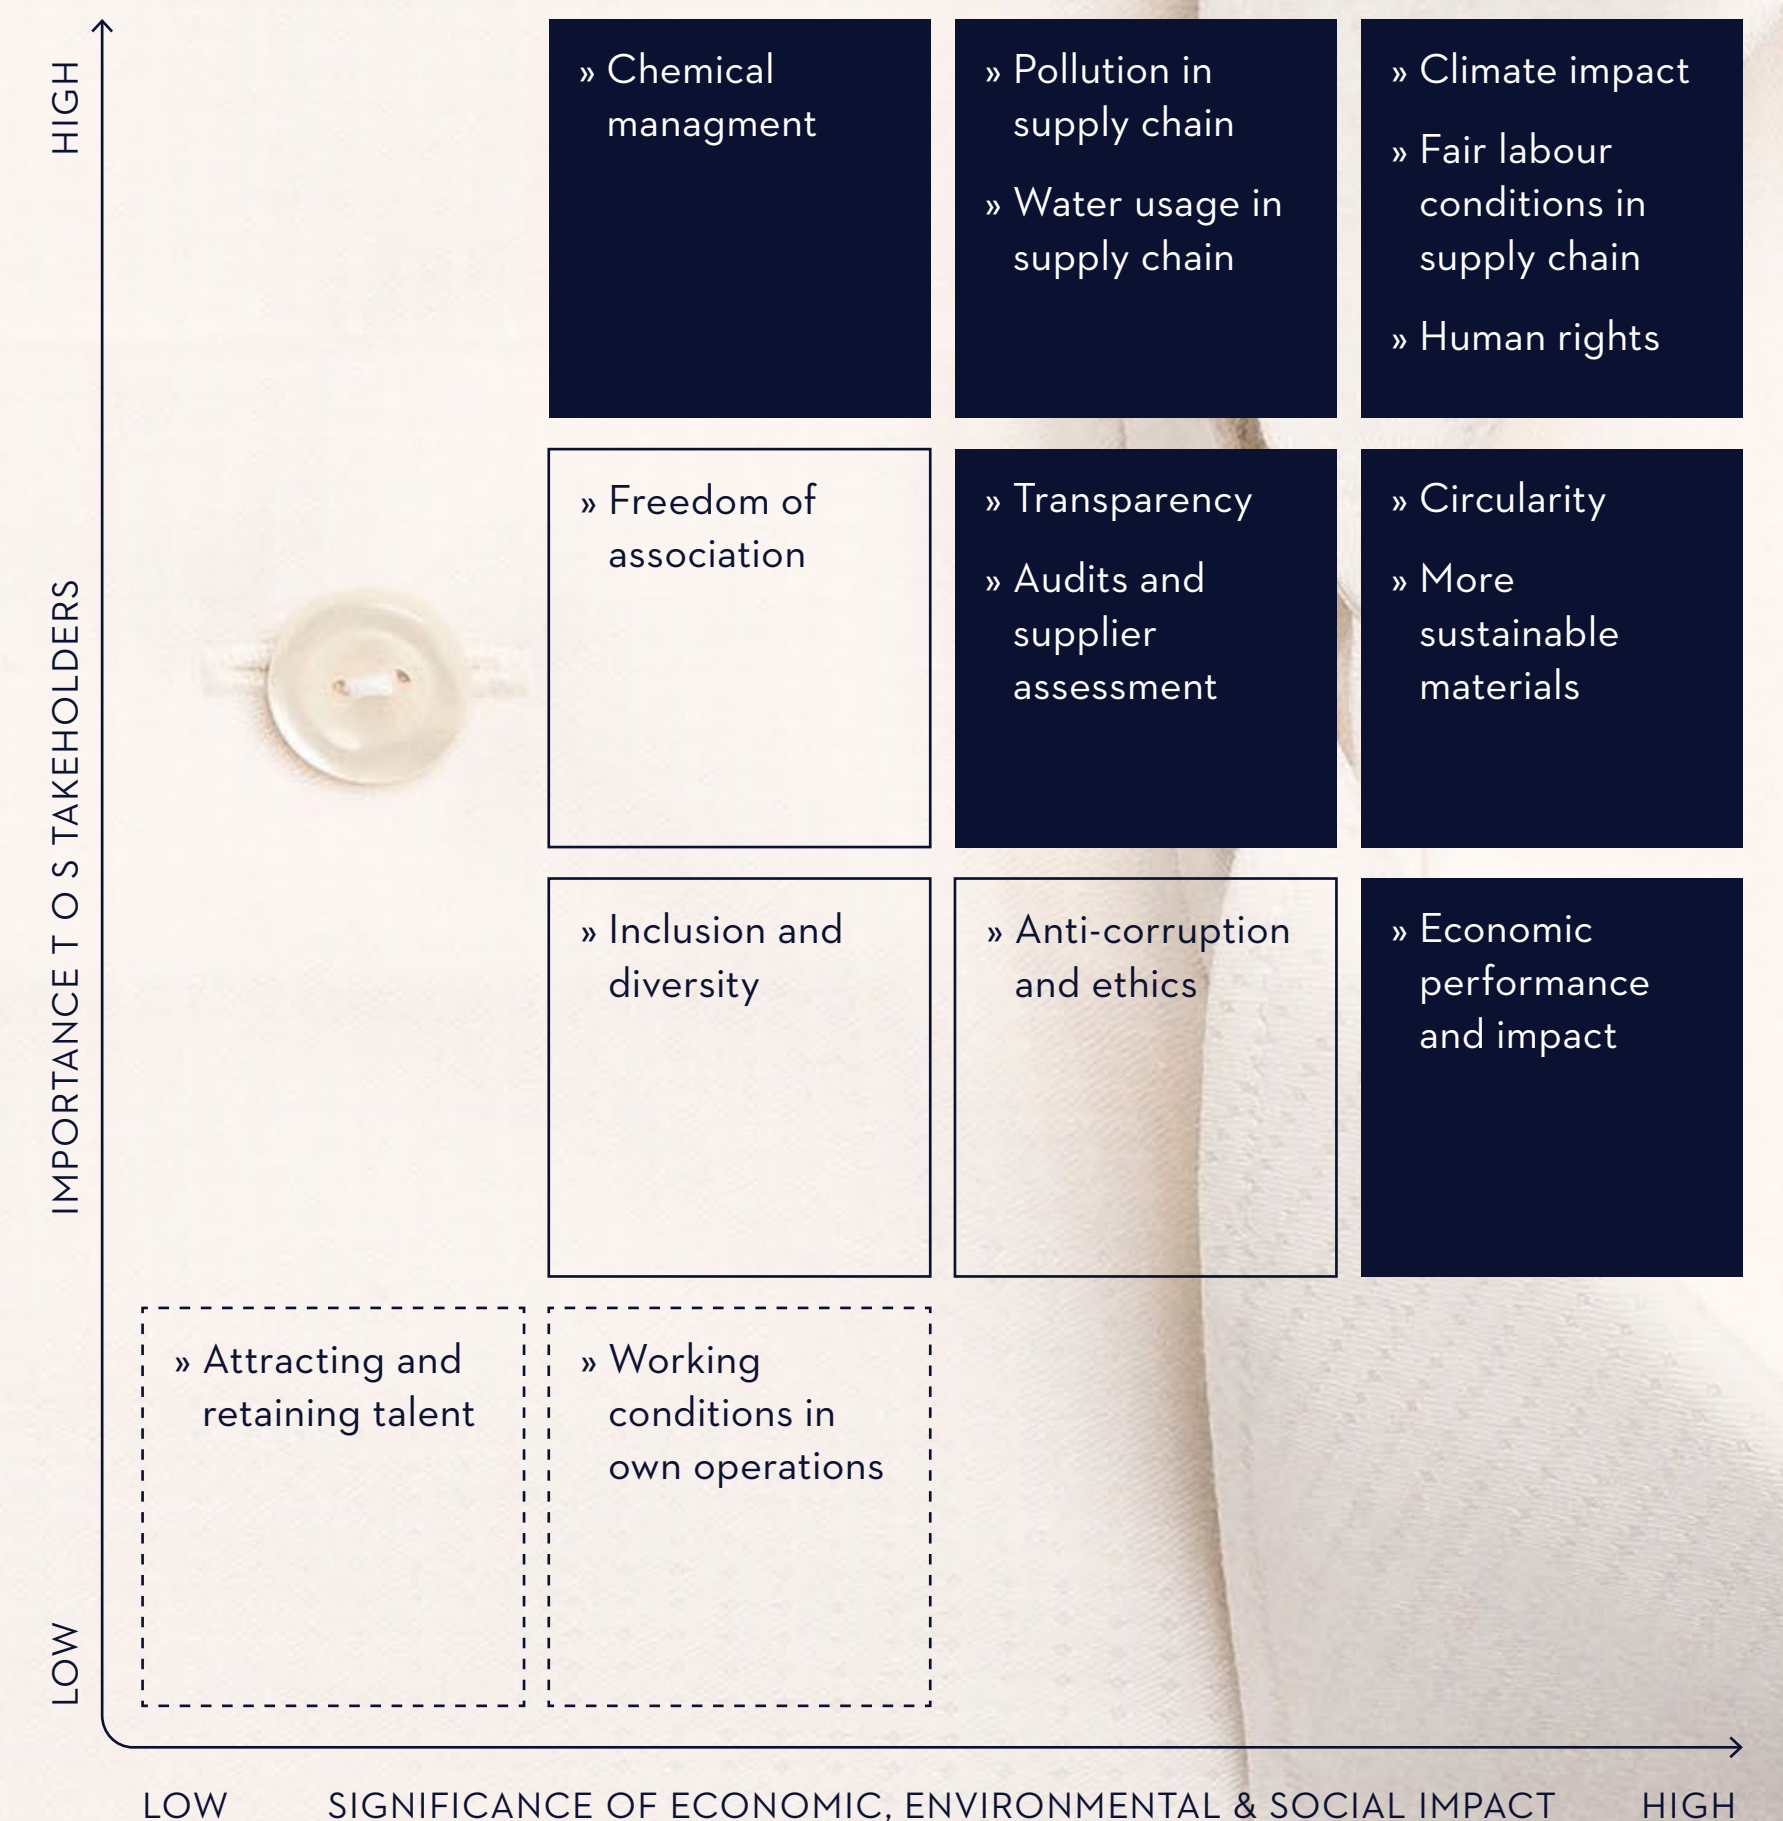 HIGH
» Chemical
managment
» Pollution in
supply chain
» Water usage in
supply chain
» Climate impact
» Fair labour
conditions in
supply chain
» Human rights
IMPORTANCE T O S TAKEHOLDERS
» Freedom of
association
» Transparency
» Audits and
supplier
assessment
» Circularity
» More
sustainable
materials
» Inclusion and
diversity
» Anti-corruption
and ethics
» Economic
performance
and impact
» Attracting and
retaining talent
» Working
conditions in
own operations
LOW
LOW SIGNIFICANCE OF ECONOMIC, ENVIRONMENTAL & SOCIAL IMPACT HIGH